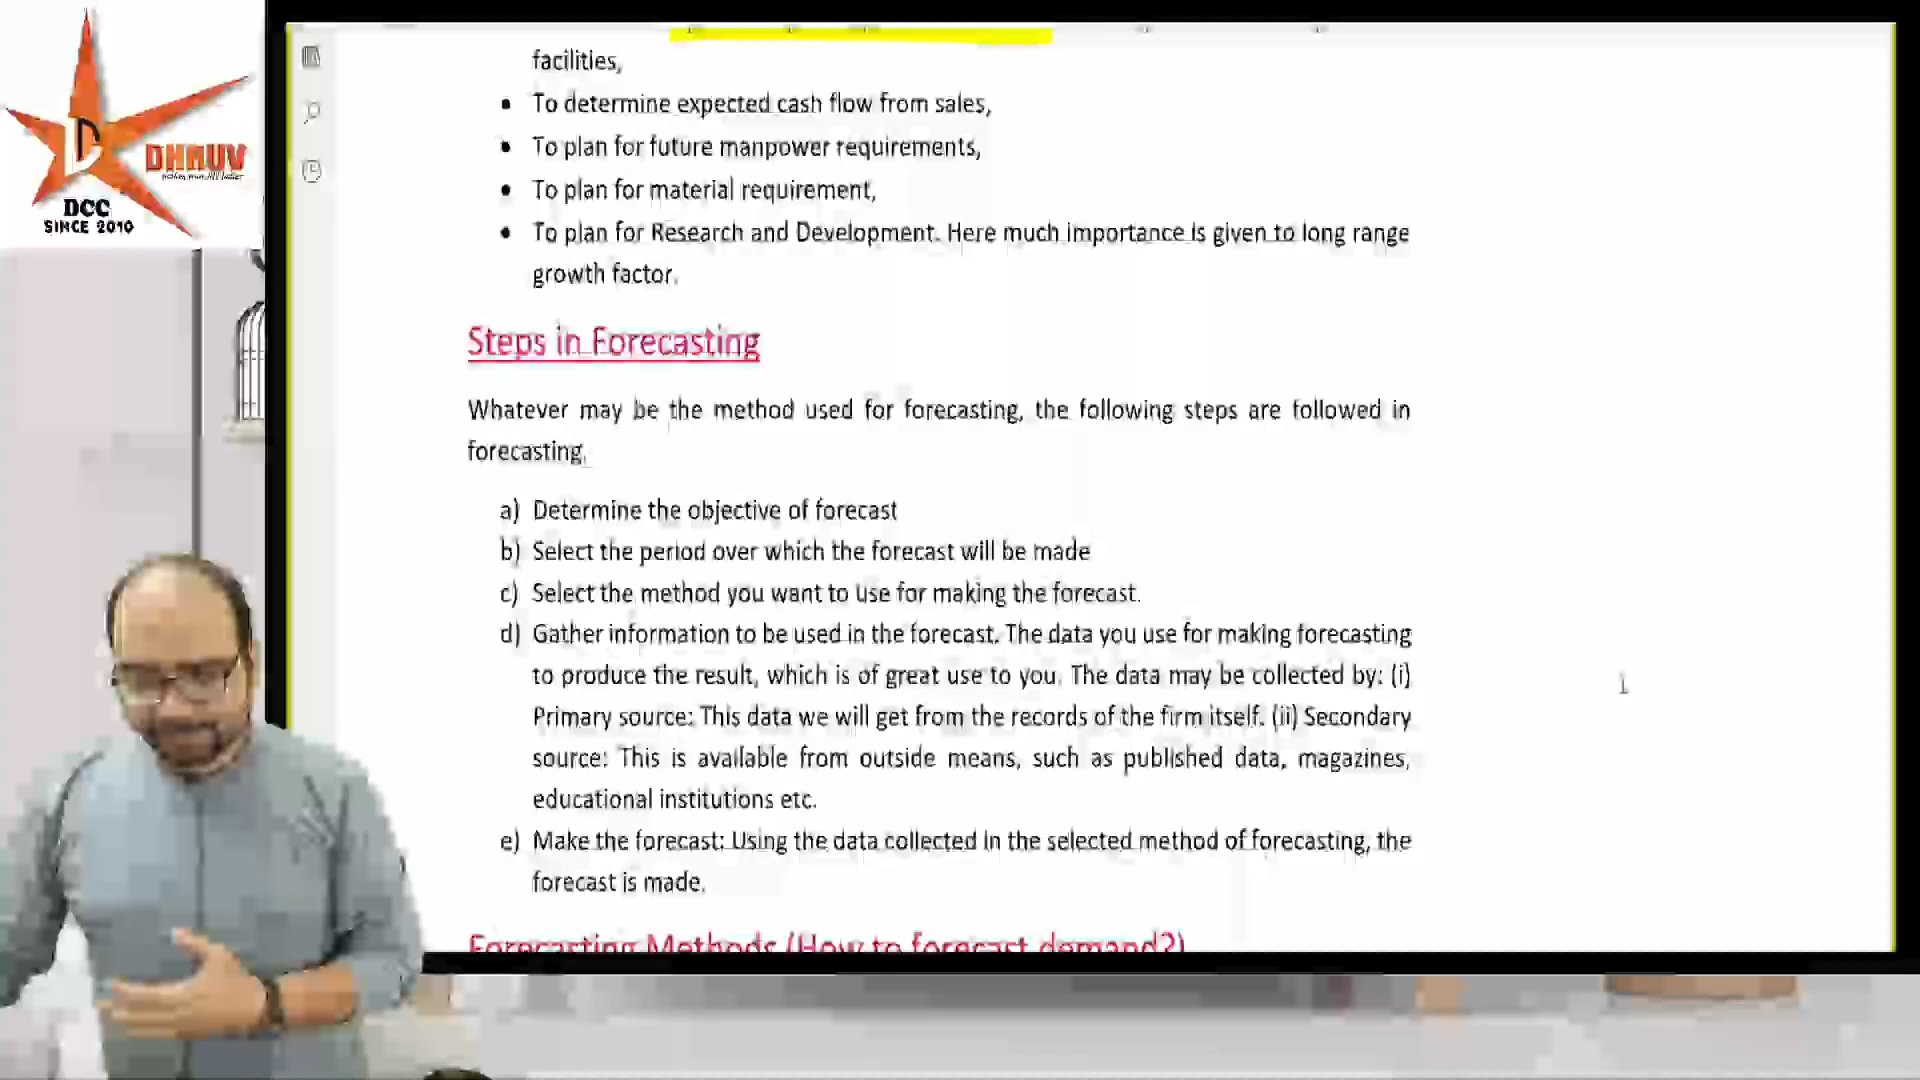 facilities,
• To determine expected cash flow from sales,
• To plan for future manpower requirements,
• To plan for material requirement,
• To plan for Research and Development. Here much importance is given to long range
growth factor.
Steps in Forecasting
Whatever may be the method used for forecasting, the following steps are followed in
forecasting.
a) Determine the objective of forecast
b) Select the period over which the forecast will be made
c) Select the method you want to use for making the forecast.
d) Gather information to be used in the forecast. The data you use for making forecasting
to produce the result, which is of great use to you. The data may be collected by: (i)
Primary source: This data we will get from the records of the firm itself. (ii) Secondary
source: This is available from outside means, such as published data, magazines,
educational institutions etc.
e) Make the forecast: Using the data collected in the selected method of forecasting, the
forecast is made.
Forecasting Methods (How to forecast demand?)
D
DHRUV
DCC
SINCE 2010